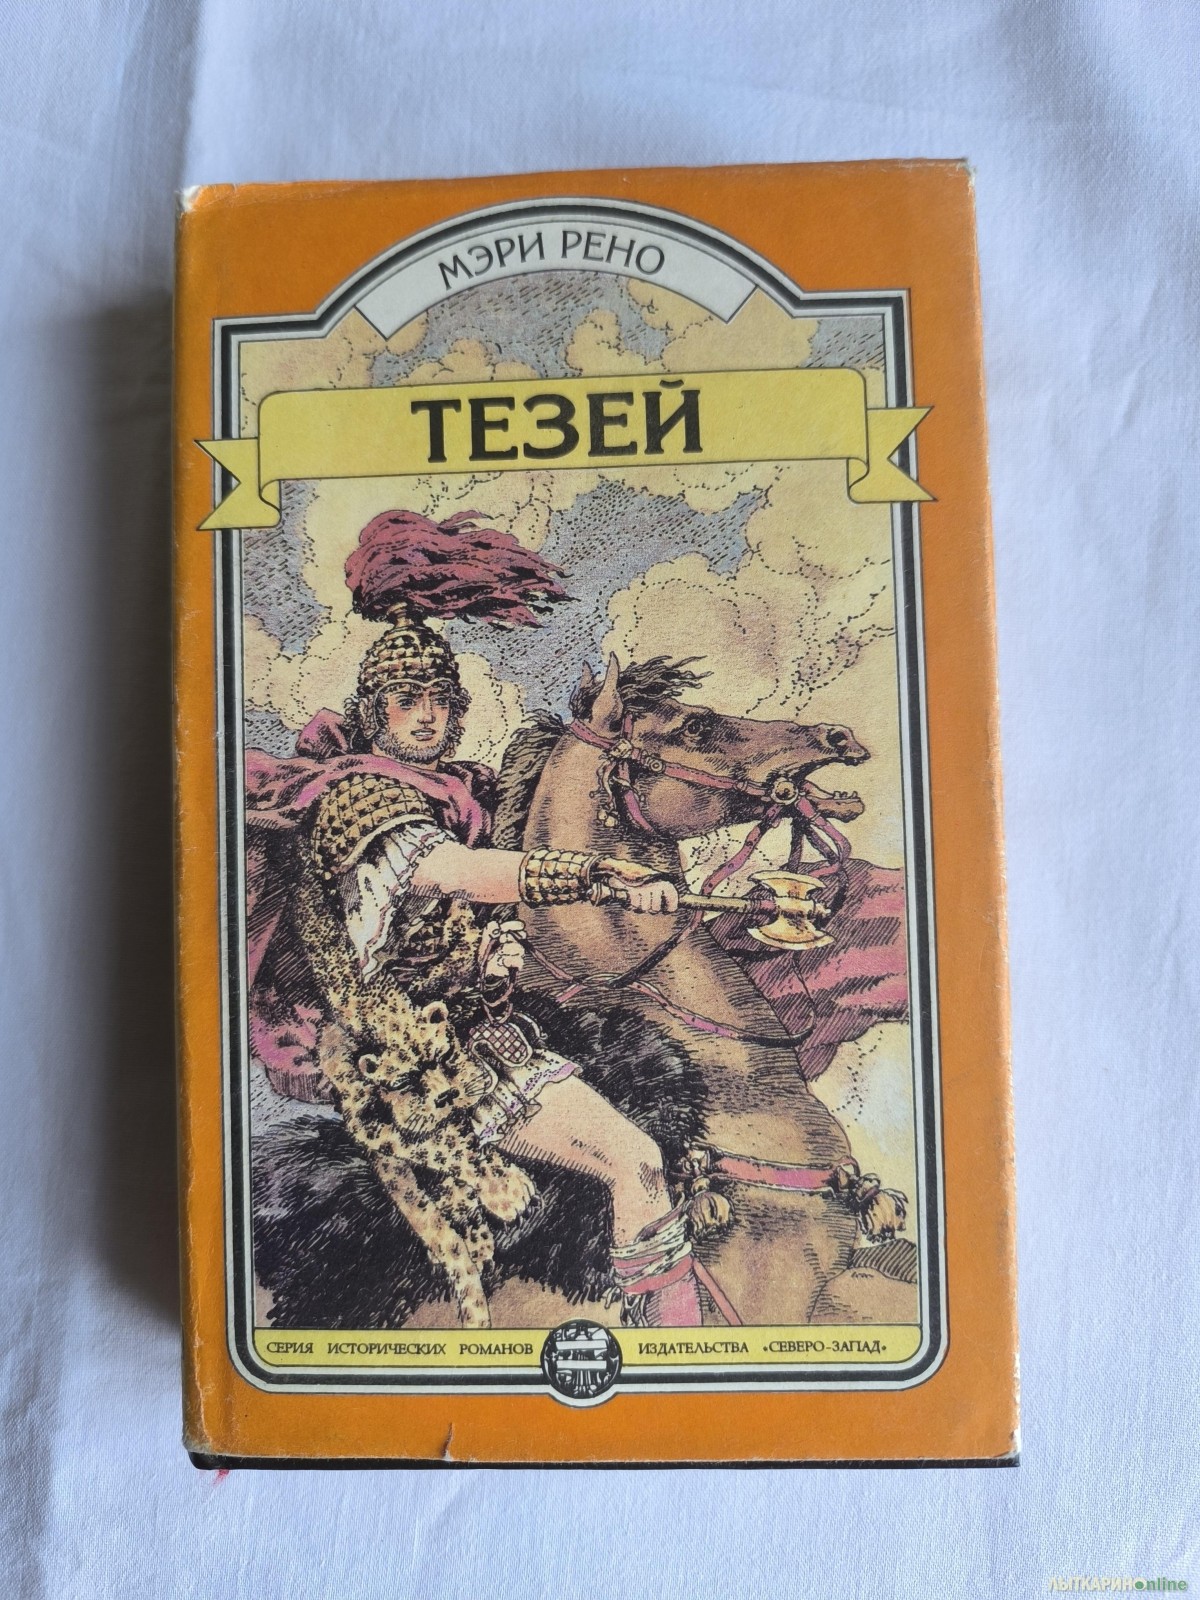 МЭРИ РЕНО
ТЕЗЕЙ
СЕРИЯ ИСТОРИЧЕСКИХ РОМАНОВ ИЗДАТЕЛЬСТВА «СЕВЕРО-ЗАПАД»
ЛЫТКАРИНОonline